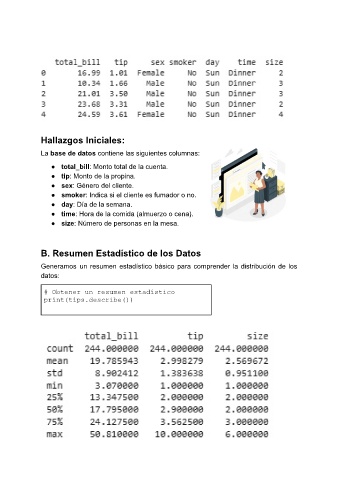 total_bill tip sex smoker day time size
0 16.99 1.01 Female No Sun Dinner 2
1 10.34 1.66 Male No Sun Dinner 3
2 21.01 3.50 Male No Sun Dinner 3
3 23.68 3.31 Male No Sun Dinner 2
4 24.59 3.61 Female No Sun Dinner 4
Hallazgos Iniciales:
La base de datos contiene las siguientes columnas:
● total_bill: Monto total de la cuenta.
● tip: Monto de la propina.
● sex: Género del cliente.
● smoker: Indica si el cliente es fumador o no.
● day: Día de la semana.
● time: Hora de la comida (almuerzo o cena).
● size: Número de personas en la mesa.
B. Resumen Estadístico de los Datos
Generamos un resumen estadístico básico para comprender la distribución de los
datos:
# Obtener un resumen estadístico
print(tips.describe())
total_bill tip size
count 244.000000 244.000000 244.000000
mean 19.785943 2.998279 2.569672
std 8.902412 1.383638 0.951100
min 3.070000 1.000000 1.000000
25% 13.347500 2.000000 2.000000
50% 17.795000 2.900000 2.000000
75% 24.127500 3.562500 3.000000
max 50.810000 10.000000 6.000000